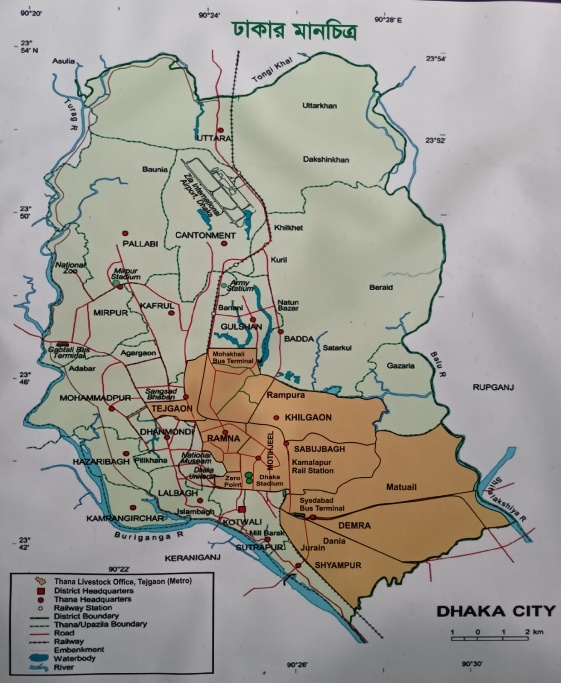 ঢাকার মানচিত্র
90°20'
90°24'
90°28' E
23°
54' N
23°54'
Asulia
Tongi Khal
Turag R
Uttarkhan
UTTARA
23°52'
Dakshinkhan
Baunia
Zia International
Airport, Dhaka
23°
50'
Khilkhet
PALLABI
CANTONMENT
Kuril
National
Zoo
Mirpur
Stadium
Army
Statium
Beraid
Banani
Natun
Bazar
MIRPUR
KAFRUL
GULSHAN
BADDA
Satarkul
Gabtali Bus
Terminal
Agargaon
Mohakhali
Bus Terminal
Gazaria
Balu R
Adabar
23°
46'
RUPGANJ
Sangsad
Bhaban
Rampura
MOHAMMADPUR
TEJGAON
KHILGAON
DHANMONDI
RAMNA
MOTIHJEEL
SABUJBAGH
HAZARIBAGH
Pilkhana
National
Museum
Kamalapur
Rail Station
Dhaka
Zero
Point
Dhaka
Stadium
Matuail
LALBAGH
Syedabad
Bus Terminal
Islambagh
KAMRANGIRCHAR
KOTWALI
DEMRA
Buriganga R
Mill Barak
Dania
23°
42'
SUTRAPUR
Jurain
KERANIGANJ
SHYAMPUR
90°22'
Thana Livestock Office, Tejgaon (Metro)
District Headquarters
Thana Headquarters
Railway Station
District Boundary
Thana/Upazila Boundary
Road
Railway
Embankment
Waterbody
River
DHAKA CITY
1 0 1 2 km
90°26'
90°30'